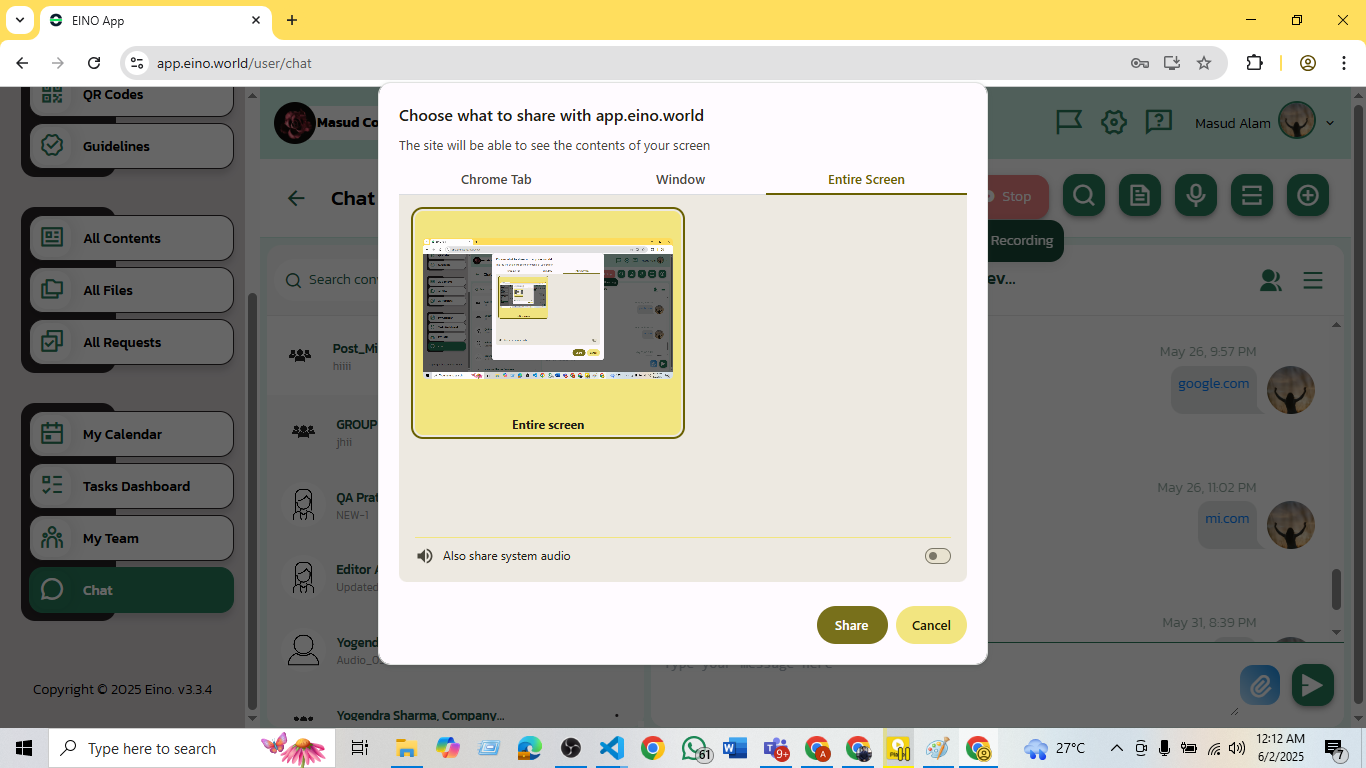 EINO App
app.eino.world/user/chat
QR Codes
Guidelines
All Contents
All Files
All Requests
My Calendar
Tasks Dashboard
My Team
Chat
Copyright © 2025 Eino. v3.3.4
Masud Co
Masud Alam
Chat
Stop
Recording
Search con
Post_Mi
hiiii
GROUP
jhii
QA Prat
NEW-1
Editor A
Updated
Yogend
Audio_O
Yogendra Sharma, Company...
ev...
May 26, 9:57 PM
google.com
May 26, 11:02 PM
mi.com
May 31, 8:39 PM
Type your message here
Choose what to share with app.eino.world
The site will be able to see the contents of your screen
Chrome Tab
Window
Entire Screen
Entire screen
Also share system audio
Share
Cancel
Type here to search
61
9+
A
27°C
12:12 AM
6/2/2025
7